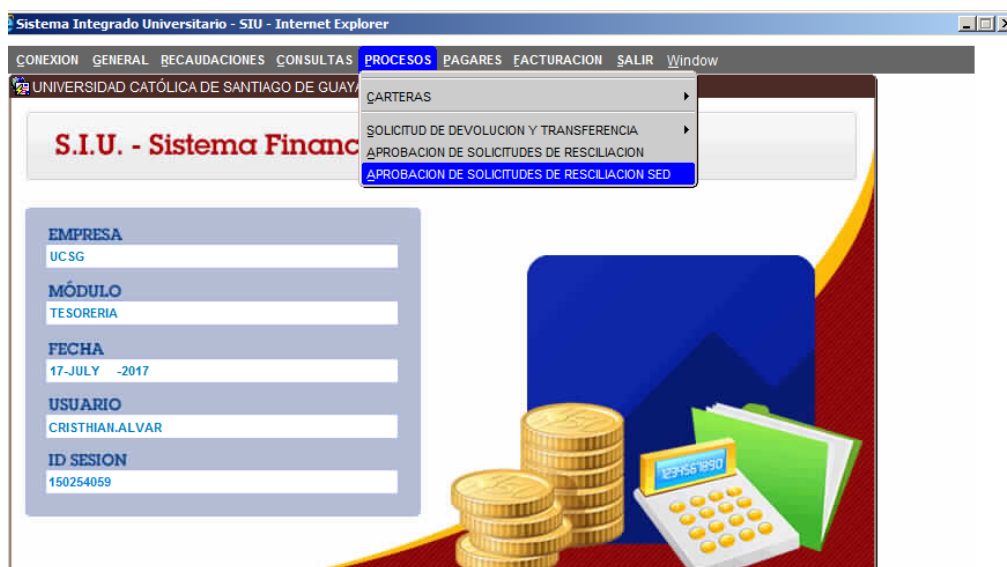 Sistema Integrado Universitario - SIU - Internet Explorer
CONEXION GENERAL RECAUDACIONES CONSULTAS PROCESOS PAGARES FACTURACION SALIR Window
UNIVERSIDAD CATÓLICA DE SANTIAGO DE GUAYA
CARTERAS
S.I.U. - Sistema Financ
SOLICITUD DE DEVOLUCION Y TRANSFERENCIA
APROBACION DE SOLICITUDES DE RESCILIACION
APROBACION DE SOLICITUDES DE RESCILIACION SED
EMPRESA
UCSG
MÓDULO
TESORERIA
FECHA
17-JULY -2017
USUARIO
CRISTHIAN.ALVAR
ID SESION
150254059
1234567890